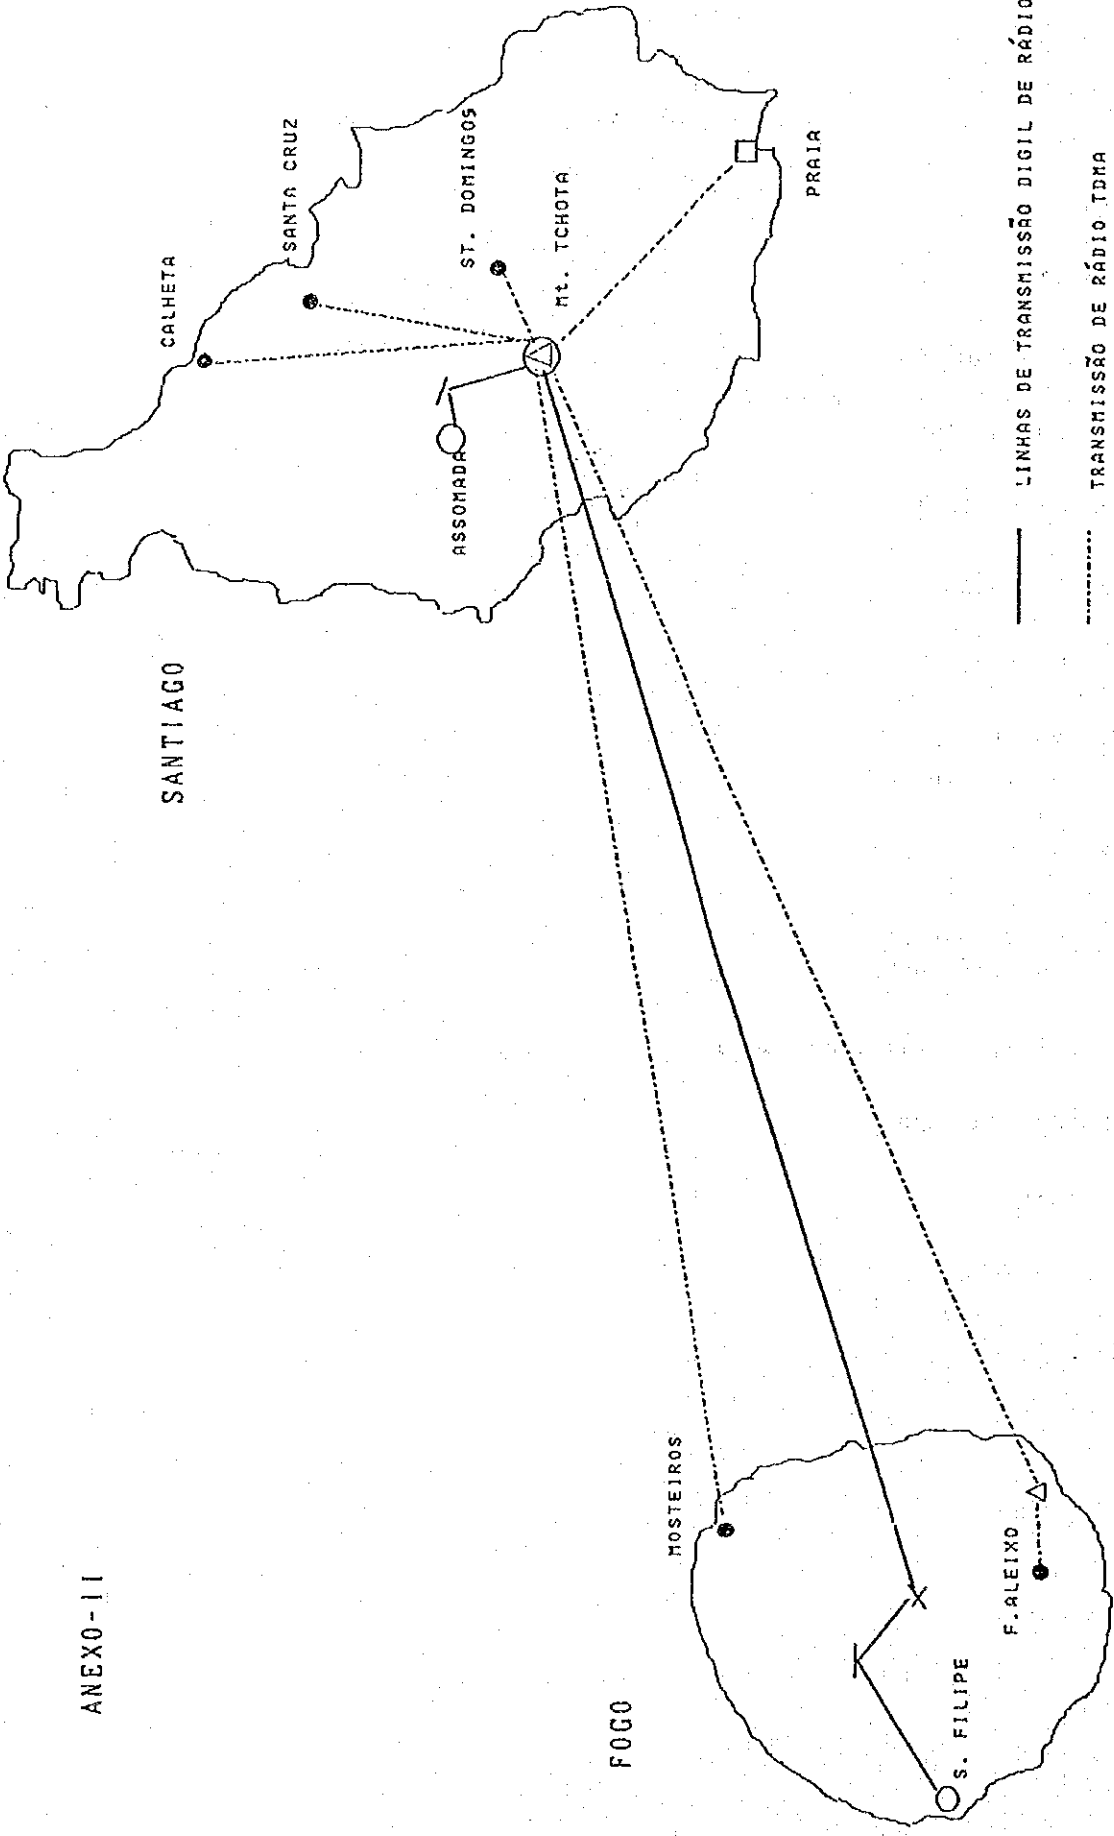 ANEXO-II
SANTIAGO
FOGO
CALHETA
SANTA CRUZ
ST. DOMINGOS
Mt. TCHOTA
ASSOMADA
PRAIA
MOSTEIROS
F.ALEIXO
S. FILIPE
LINHAS DE TRANSMISSÃO DIGIL DE RÁDIO
TRANSMISSÃO DE RÁDIO TDMA